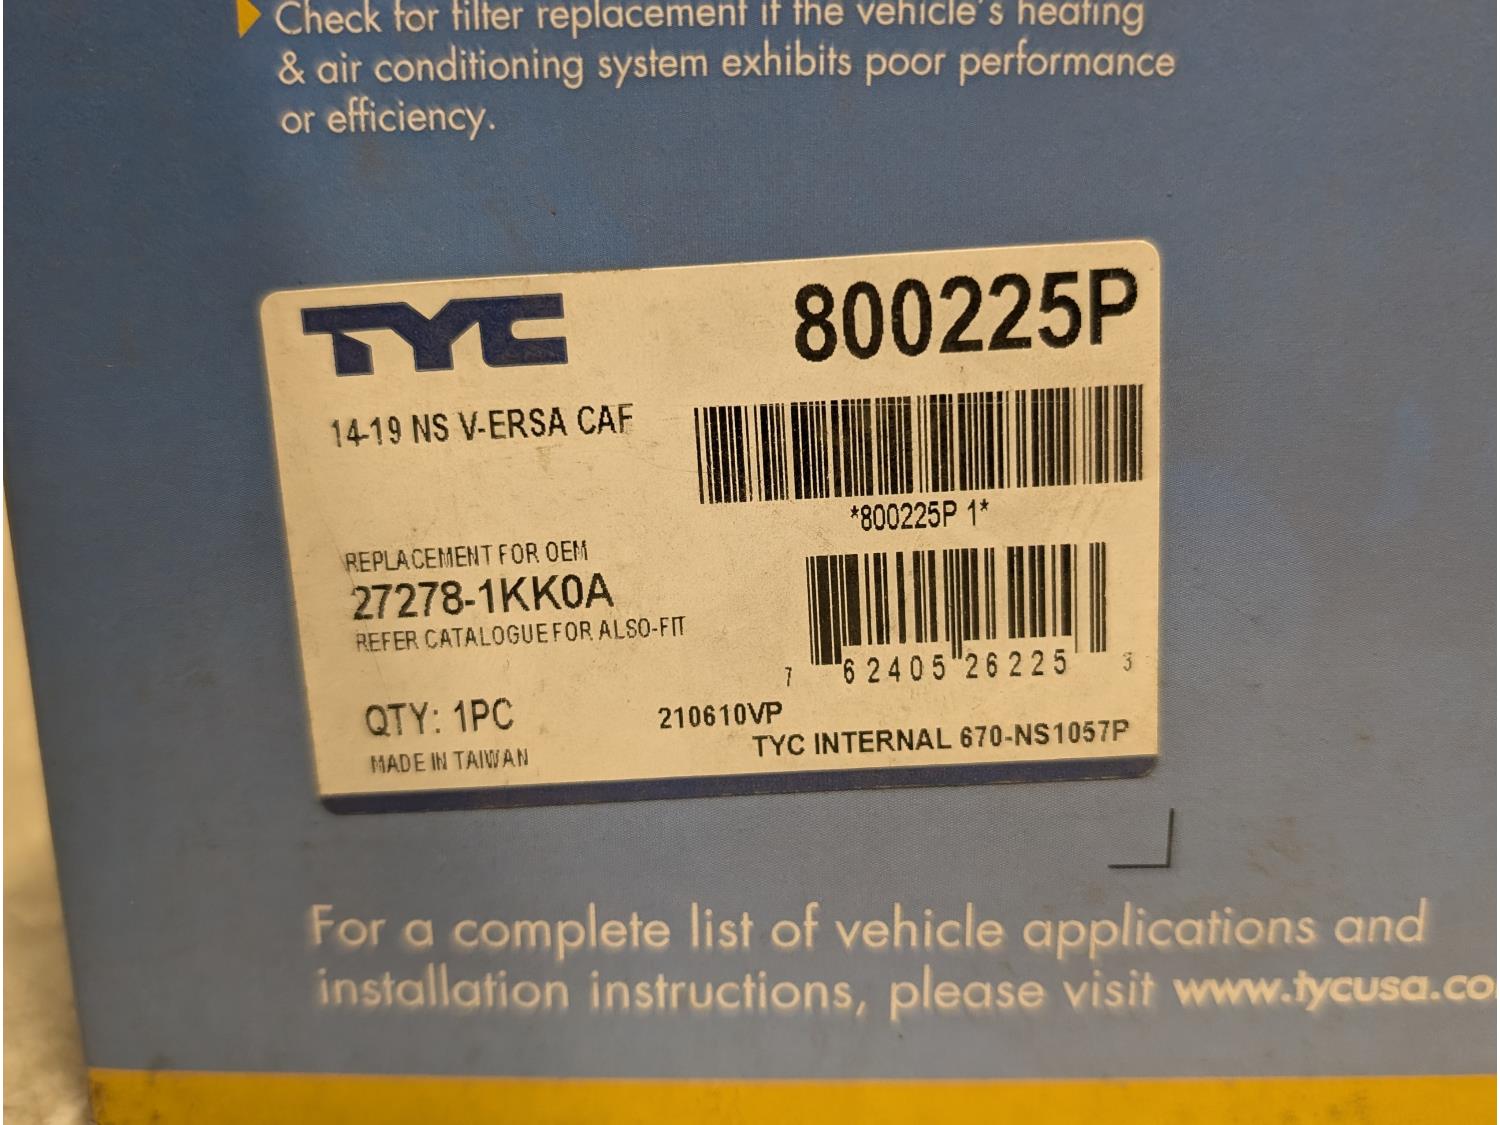 Check for filter replacement if the vehicle's heating
& air conditioning system exhibits poor performance
or efficiency.
TYC
800225P
14-19 NS V-ERSA CAF
*800225P 1*
REPLACEMENT FOR OEM
27278-1KK0A
REFER CATALOGUE FOR ALSO-FIT
7 62405 26225 3
QTY: 1PC
210610VP
MADE IN TAIWAN
TYC INTERNAL 670-NS1057P
For a complete list of vehicle applications and
installation instructions, please visit www.tycusa.co